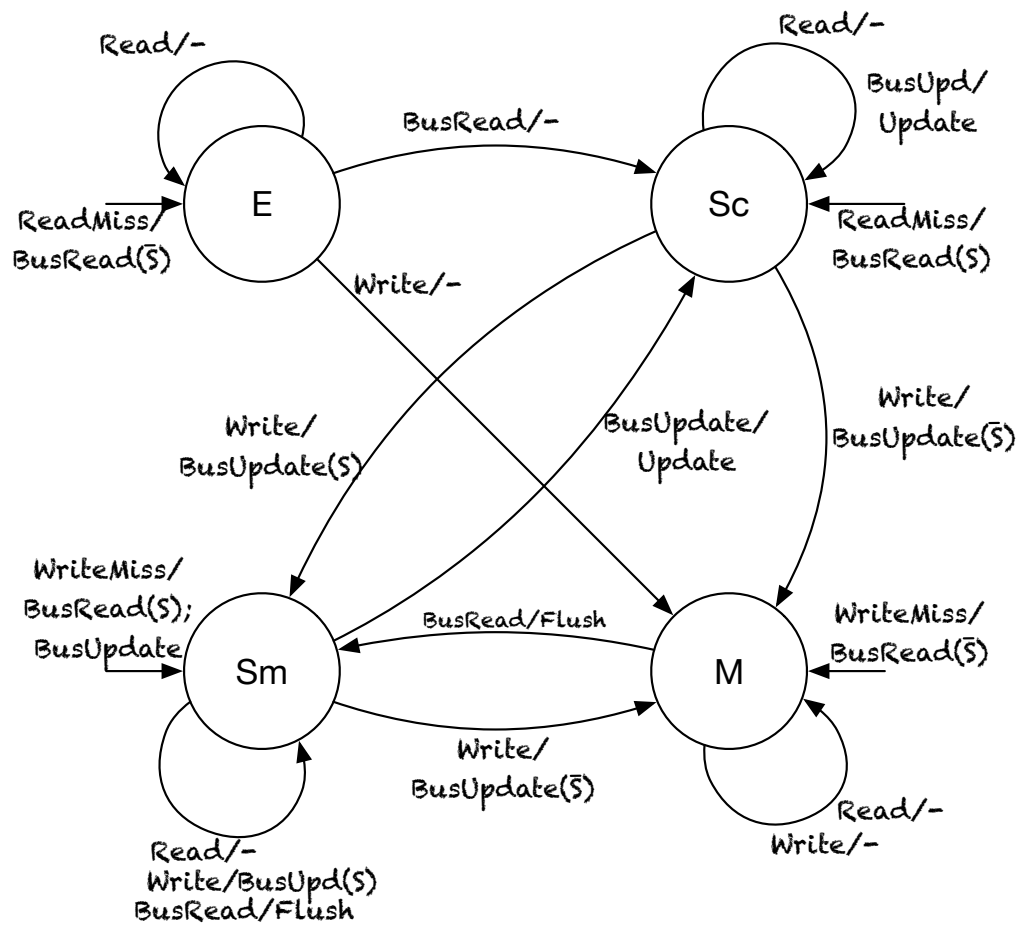 Read/-
Read/-
BusUpd/
Update
BusRead/-
E
Sc
ReadMiss/
BusRead(S̅)
ReadMiss/
BusRead(S)
Write/-
Write/
BusUpdate(S)
BusUpdate/
Update
Write/
BusUpdate(S̅)
WriteMiss/
BusRead(S);
BusUpdate
BusRead/Flush
WriteMiss/
BusRead(S̅)
Sm
M
Write/
BusUpdate(S̅)
Read/-
Write/-
Read/-
Write/BusUpd(S)
BusRead/Flush